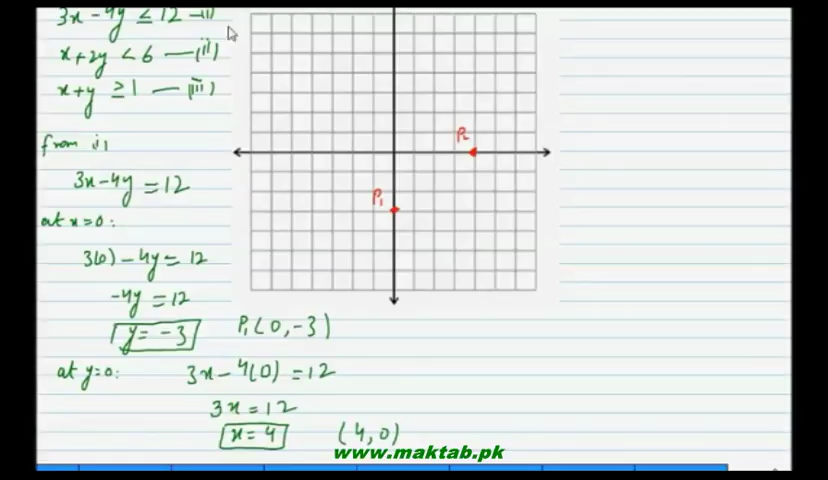 3x - 4y ≤ 12 —(i)
x + 2y < 6 —(ii)
x + y ≥ 1 —(iii)
from (i)
3x - 4y = 12
at x = 0:
3(0) - 4y = 12
-4y = 12
y = -3 P₁(0, -3)
at y = 0: 3x - 4(0) = 12
3x = 12
x = 4 (4, 0)
P₂
P₁
www.maktab.pk